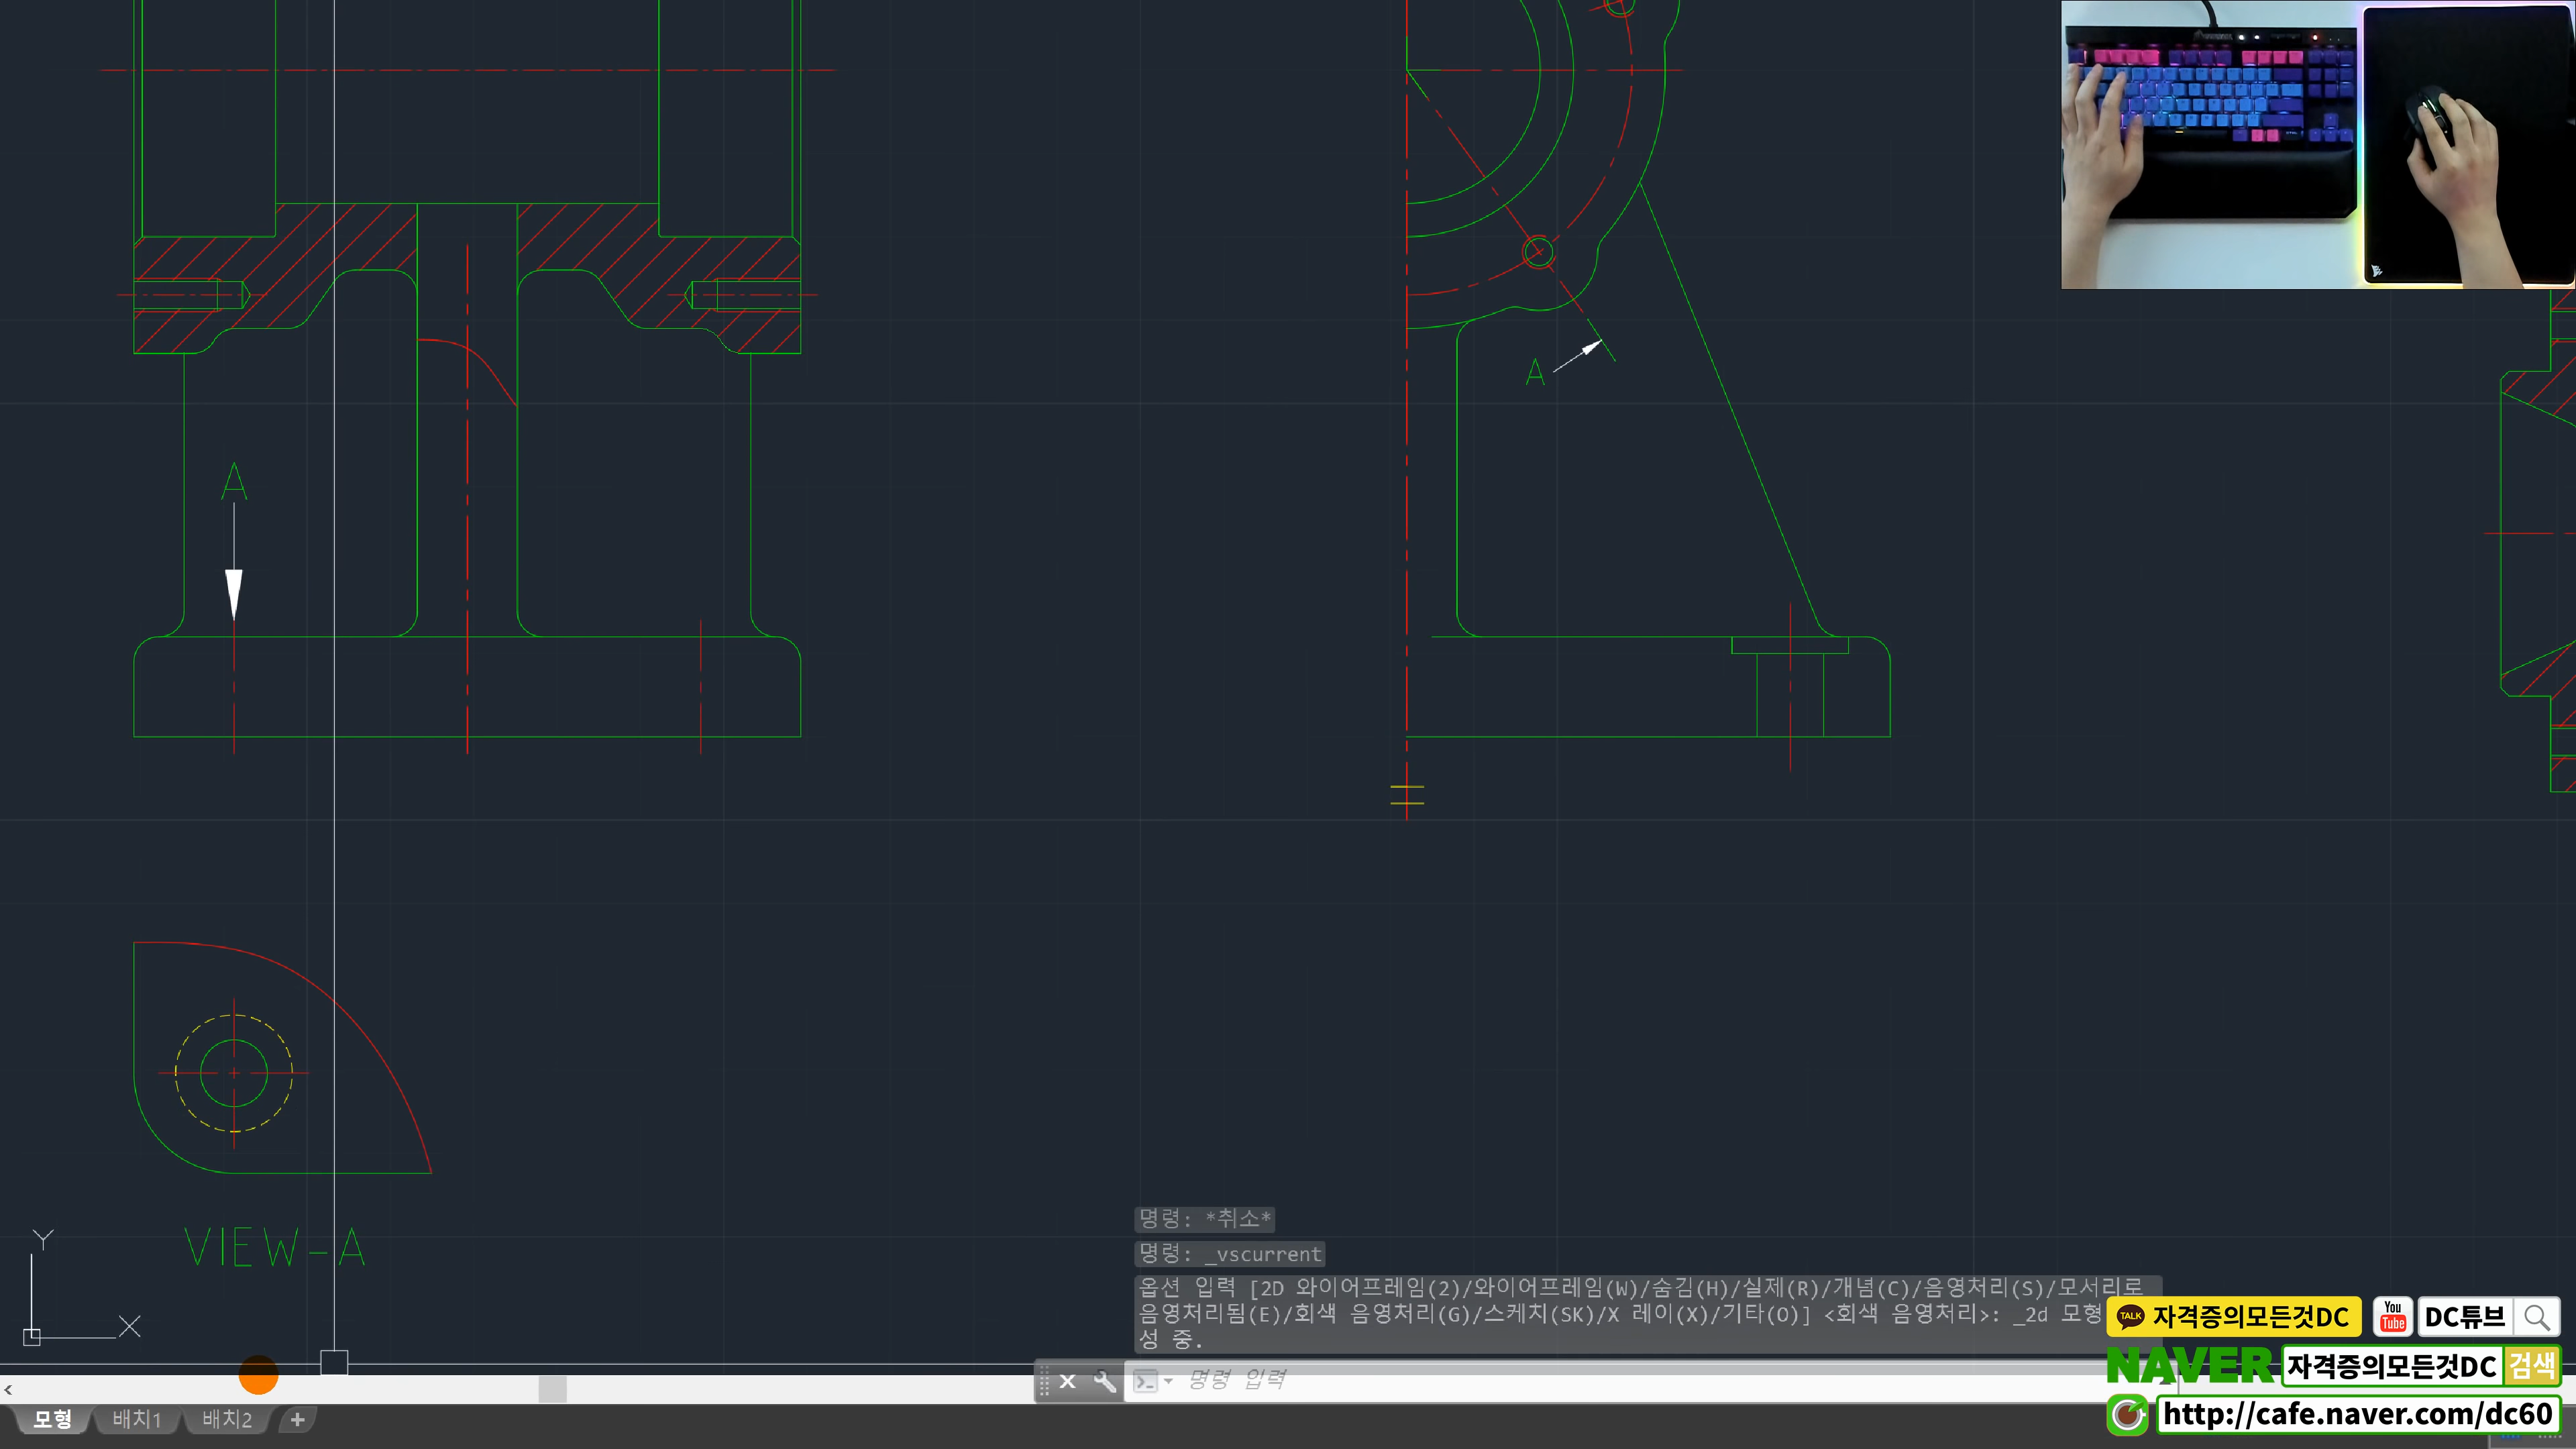 A
A
VIEW-A
Y
X
명령: *취소*
명령: _vscurrent
옵션 입력 [2D 와이어프레임(2)/와이어프레임(W)/숨김(H)/실제(R)/개념(C)/음영처리(S)/모서리로
음영처리됨(E)/회색 음영처리(G)/스케치(SK)/X 레이(X)/기타(O)] <회색 음영처리>: _2d 모형
성 중.
명령 입력
모형 배치1 배치2 +
TALK 자격증의모든것DC You Tube DC튜브
NAVER 자격증의모든것DC 검색
http://cafe.naver.com/dc60